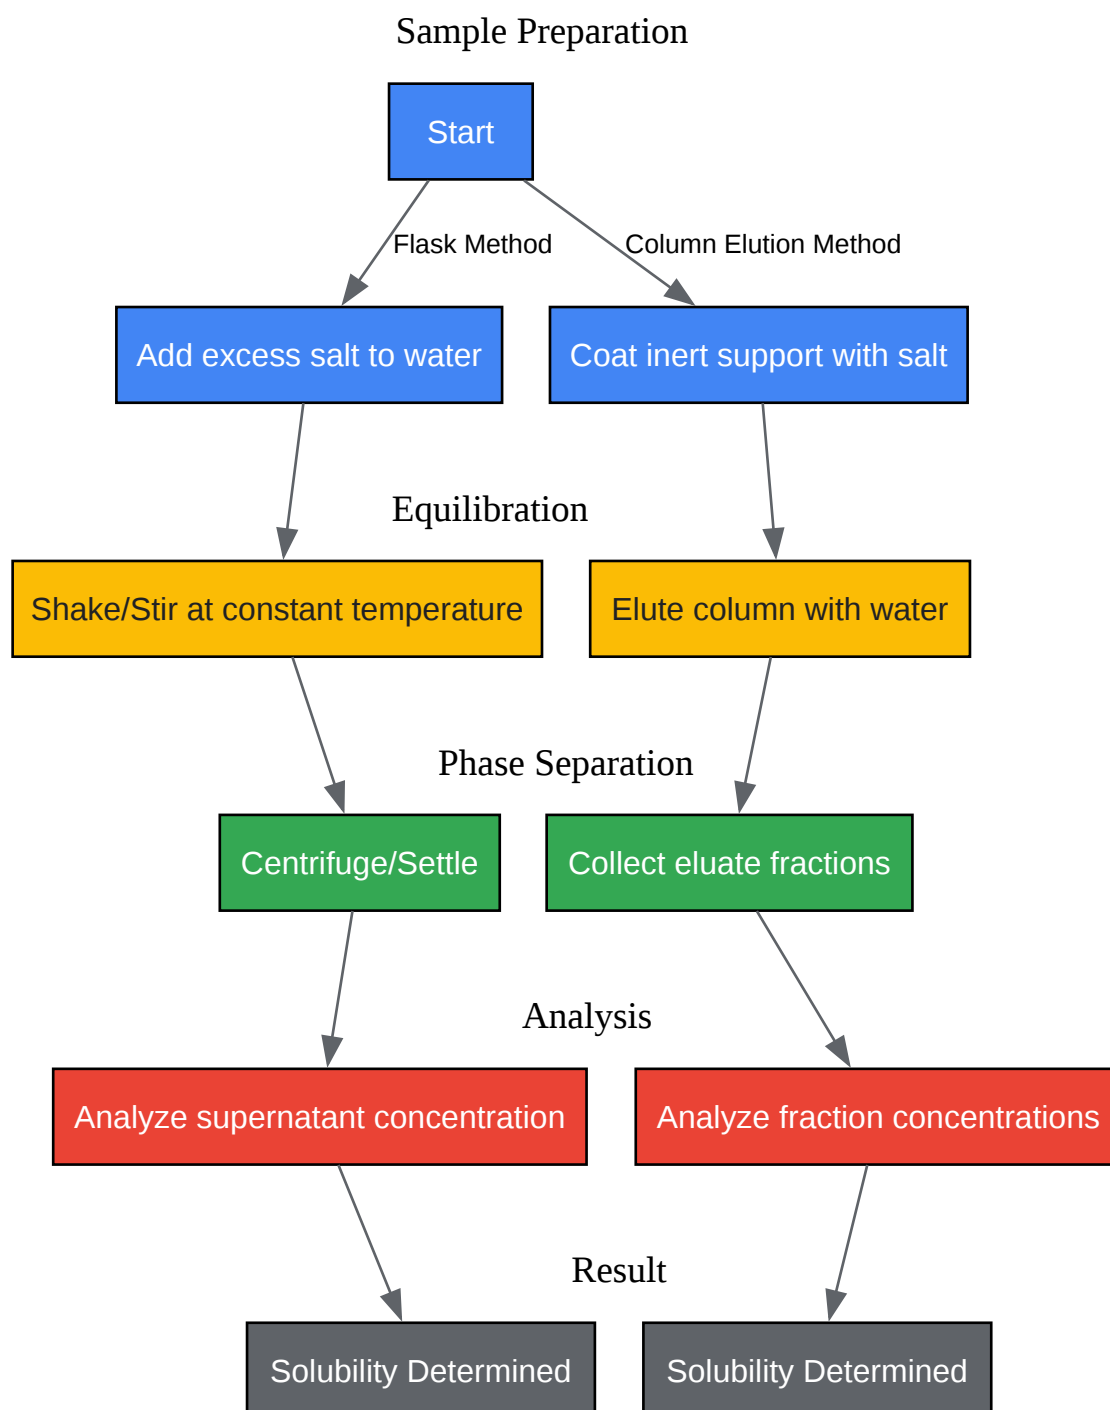 Sample Preparation
Start
Flask Method
Column Elution Method
Add excess salt to water
Coat inert support with salt
Equilibration
Shake/Stir at constant temperature
Elute column with water
Phase Separation
Centrifuge/Settle
Collect eluate fractions
Analysis
Analyze supernatant concentration
Analyze fraction concentrations
Result
Solubility Determined
Solubility Determined